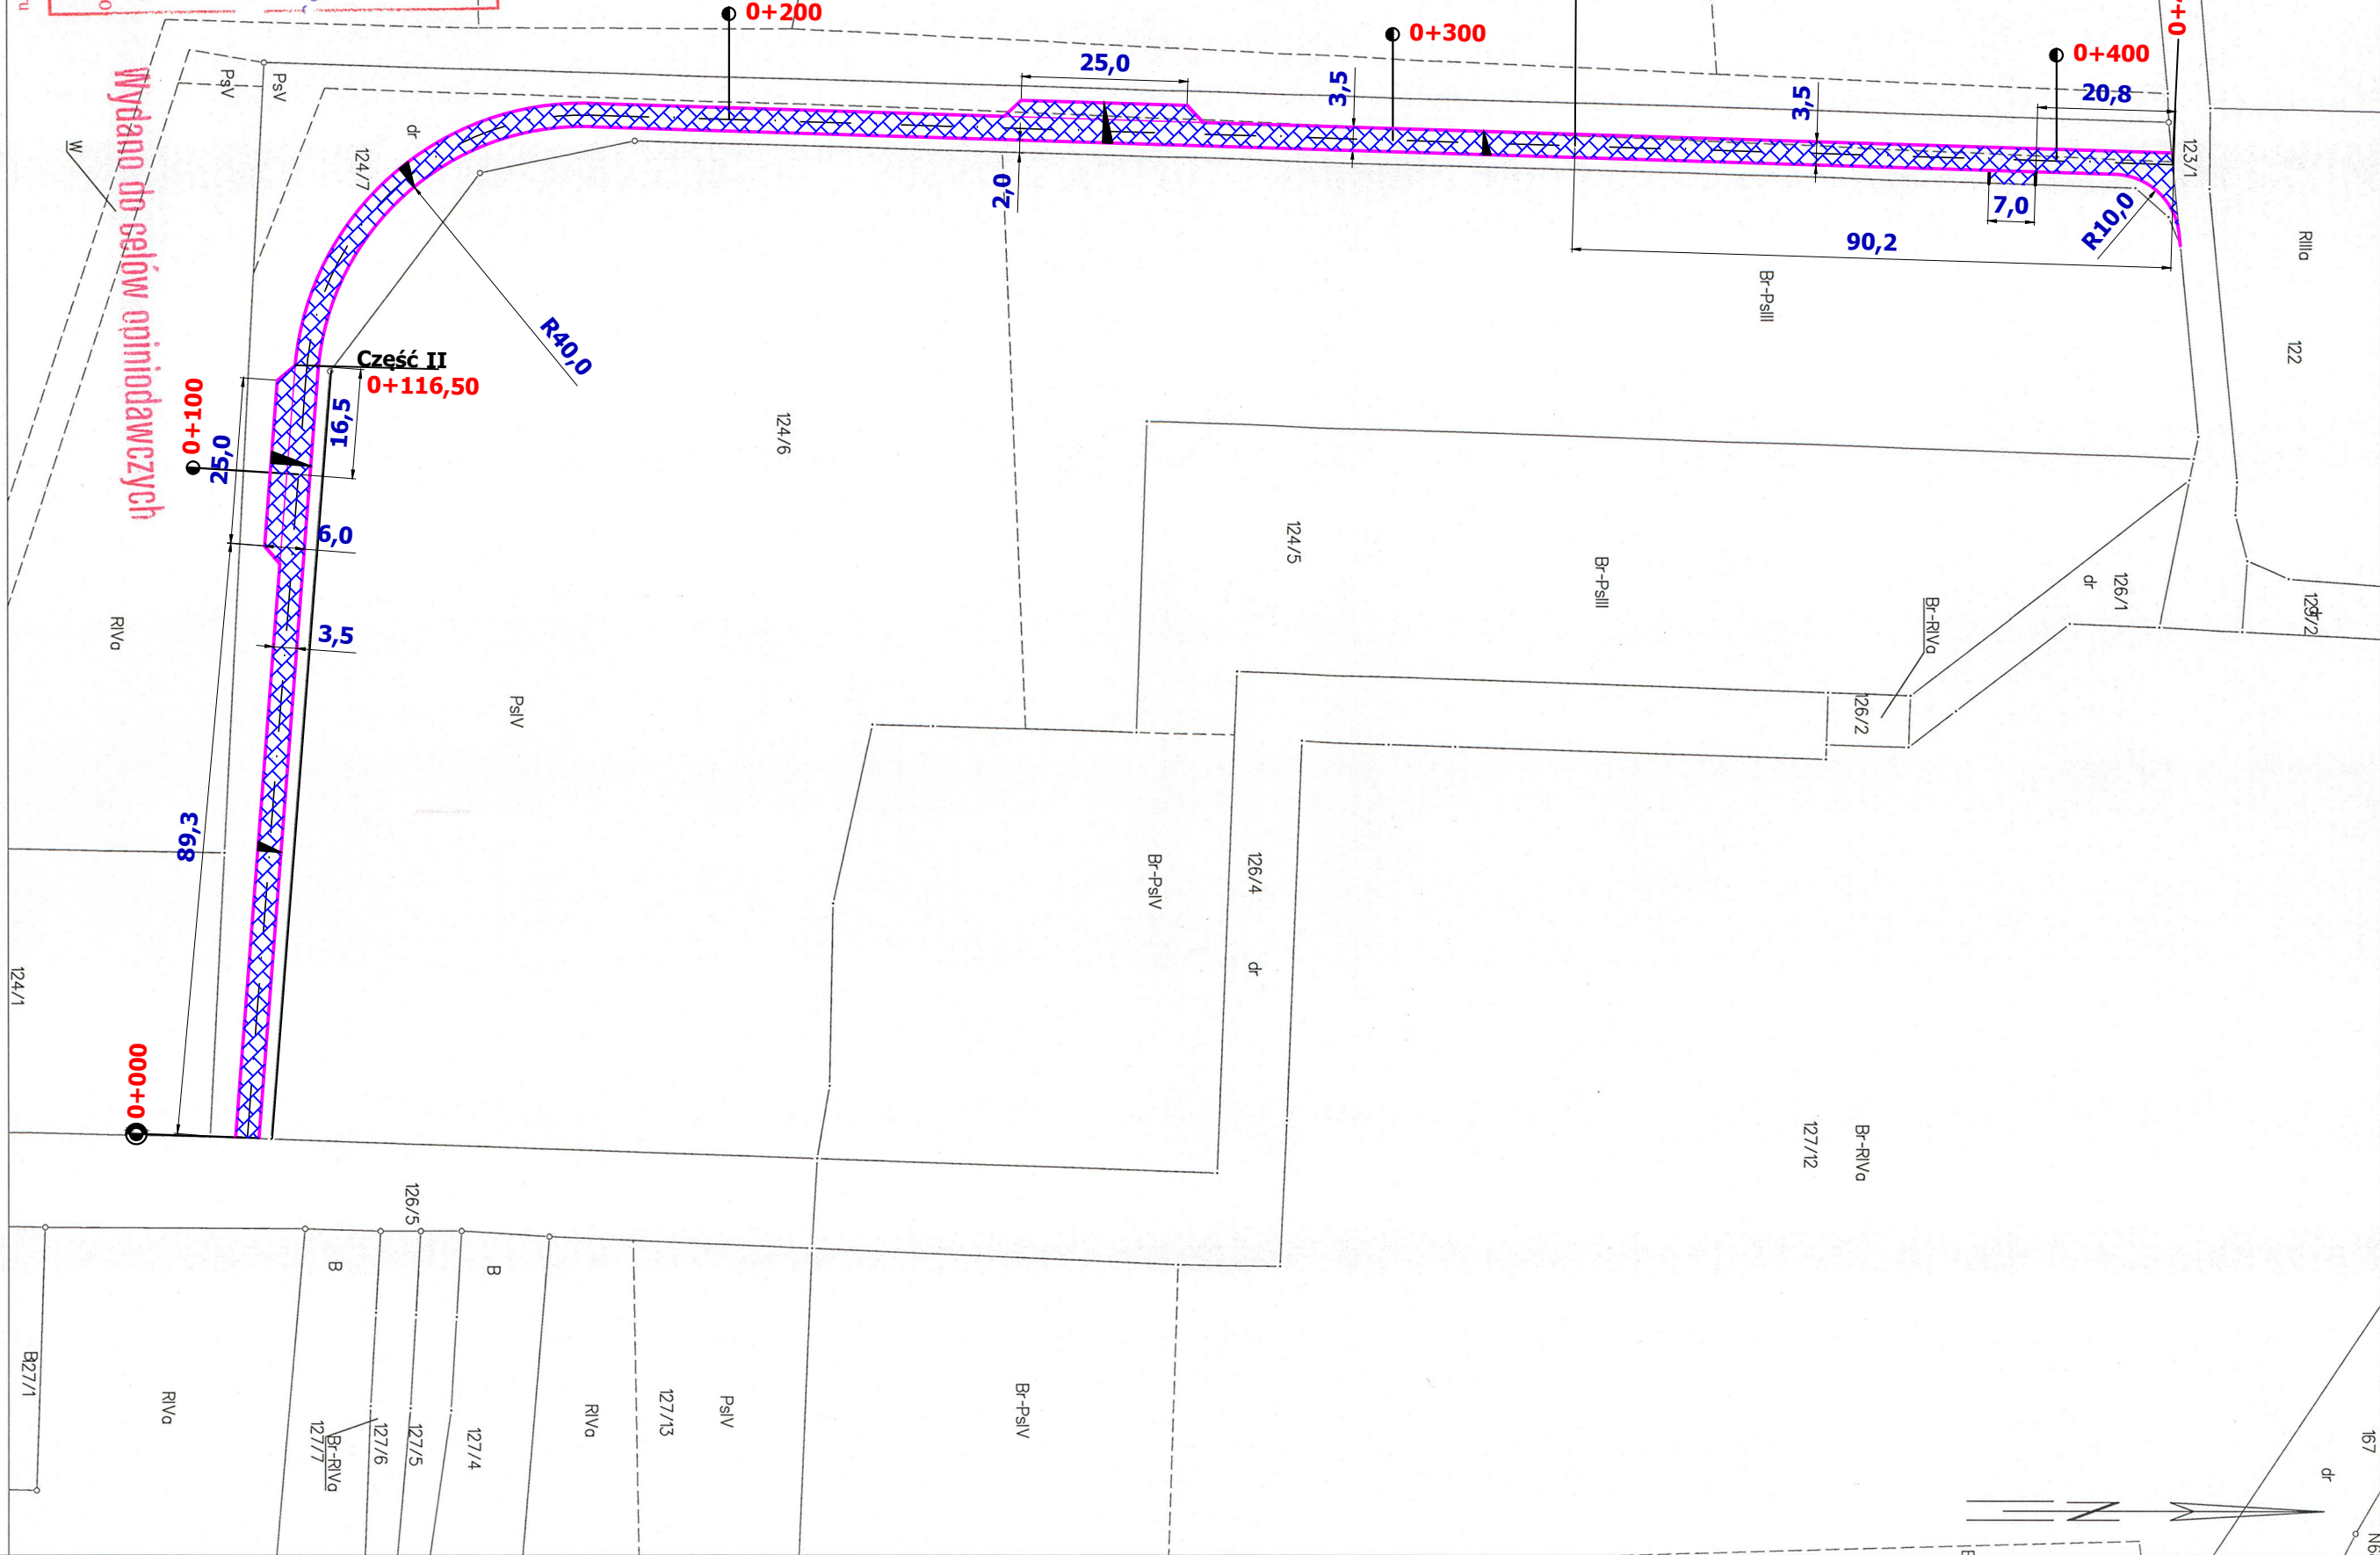 0+200
0+300
0+400
25,0
3,5
3,5
20,8
PsV
PsV
W
dr
124/7
2,0
7,0
R10,0
123/1
90,2
RIIIa
122
Br-PsIII
Wydano do celów opiniodawczych
R40,0
Część II
0+116,50
0+100
16,5
25,0
124/6
6,0
3,5
124/5
Br-PsIII
Br-RIVa
dr
126/1
RIVa
PsIV
126/2
89,3
Br-PsIV
126/4
dr
124/1
0+000
127/12
Br-RIVa
126/5
B
B
RIVa
127/7
Br-RIVa
127/6
127/5
127/4
RIVa
127/13
PsIV
Br-PsIV
167
dr